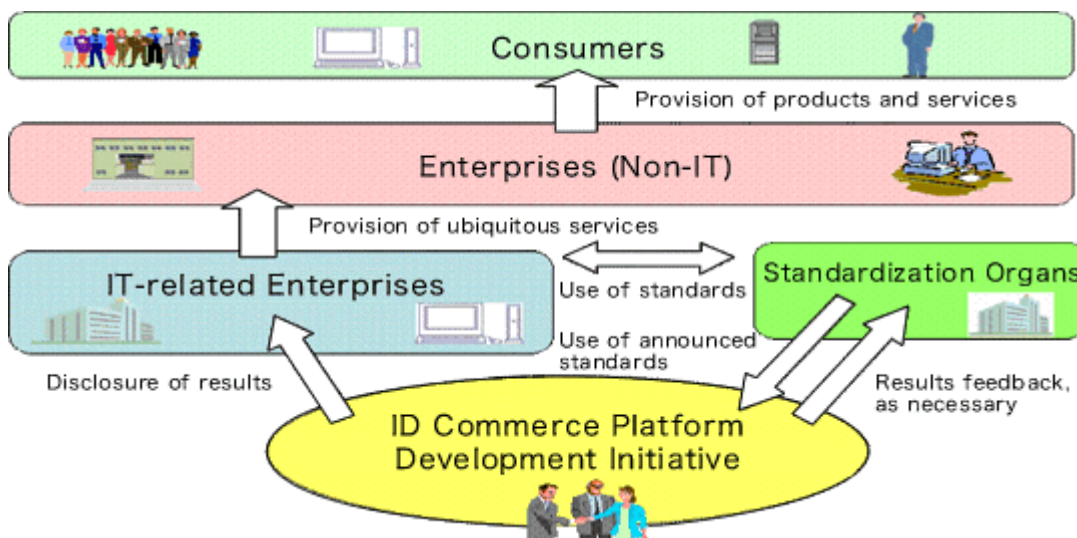 Consumers
Provision of products and services
Enterprises (Non-IT)
Provision of ubiquitous services
IT-related Enterprises
Use of standards
Standardization Organs
Use of announced
standards
Disclosure of results
Results feedback,
as necessary
ID Commerce Platform
Development Initiative